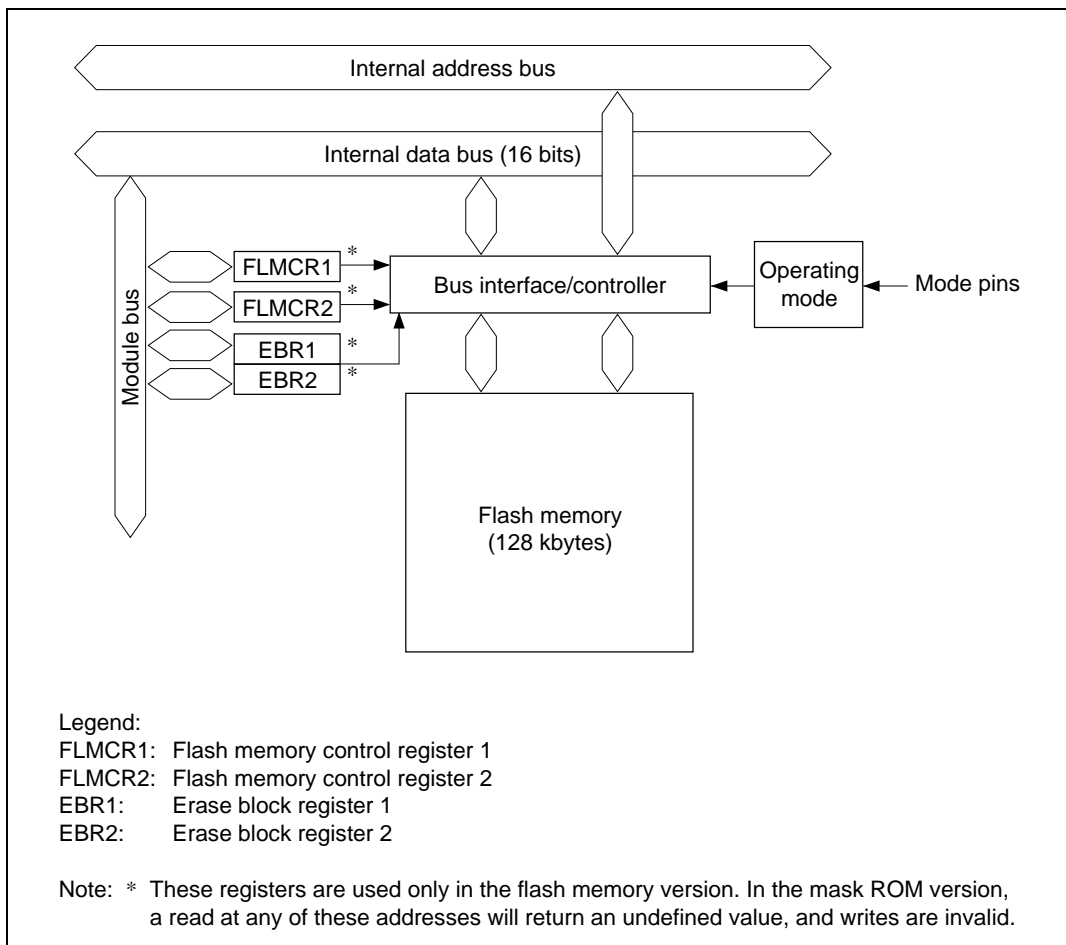 Internal address bus
Internal data bus (16 bits)
Module bus
FLMCR1
*
FLMCR2
*
EBR1
*
EBR2
*
Bus interface/controller
Operating
mode
Mode pins
Flash memory
(128 kbytes)
Legend:
FLMCR1: Flash memory control register 1
FLMCR2: Flash memory control register 2
EBR1: Erase block register 1
EBR2: Erase block register 2
Note: * These registers are used only in the flash memory version. In the mask ROM version,
a read at any of these addresses will return an undefined value, and writes are invalid.